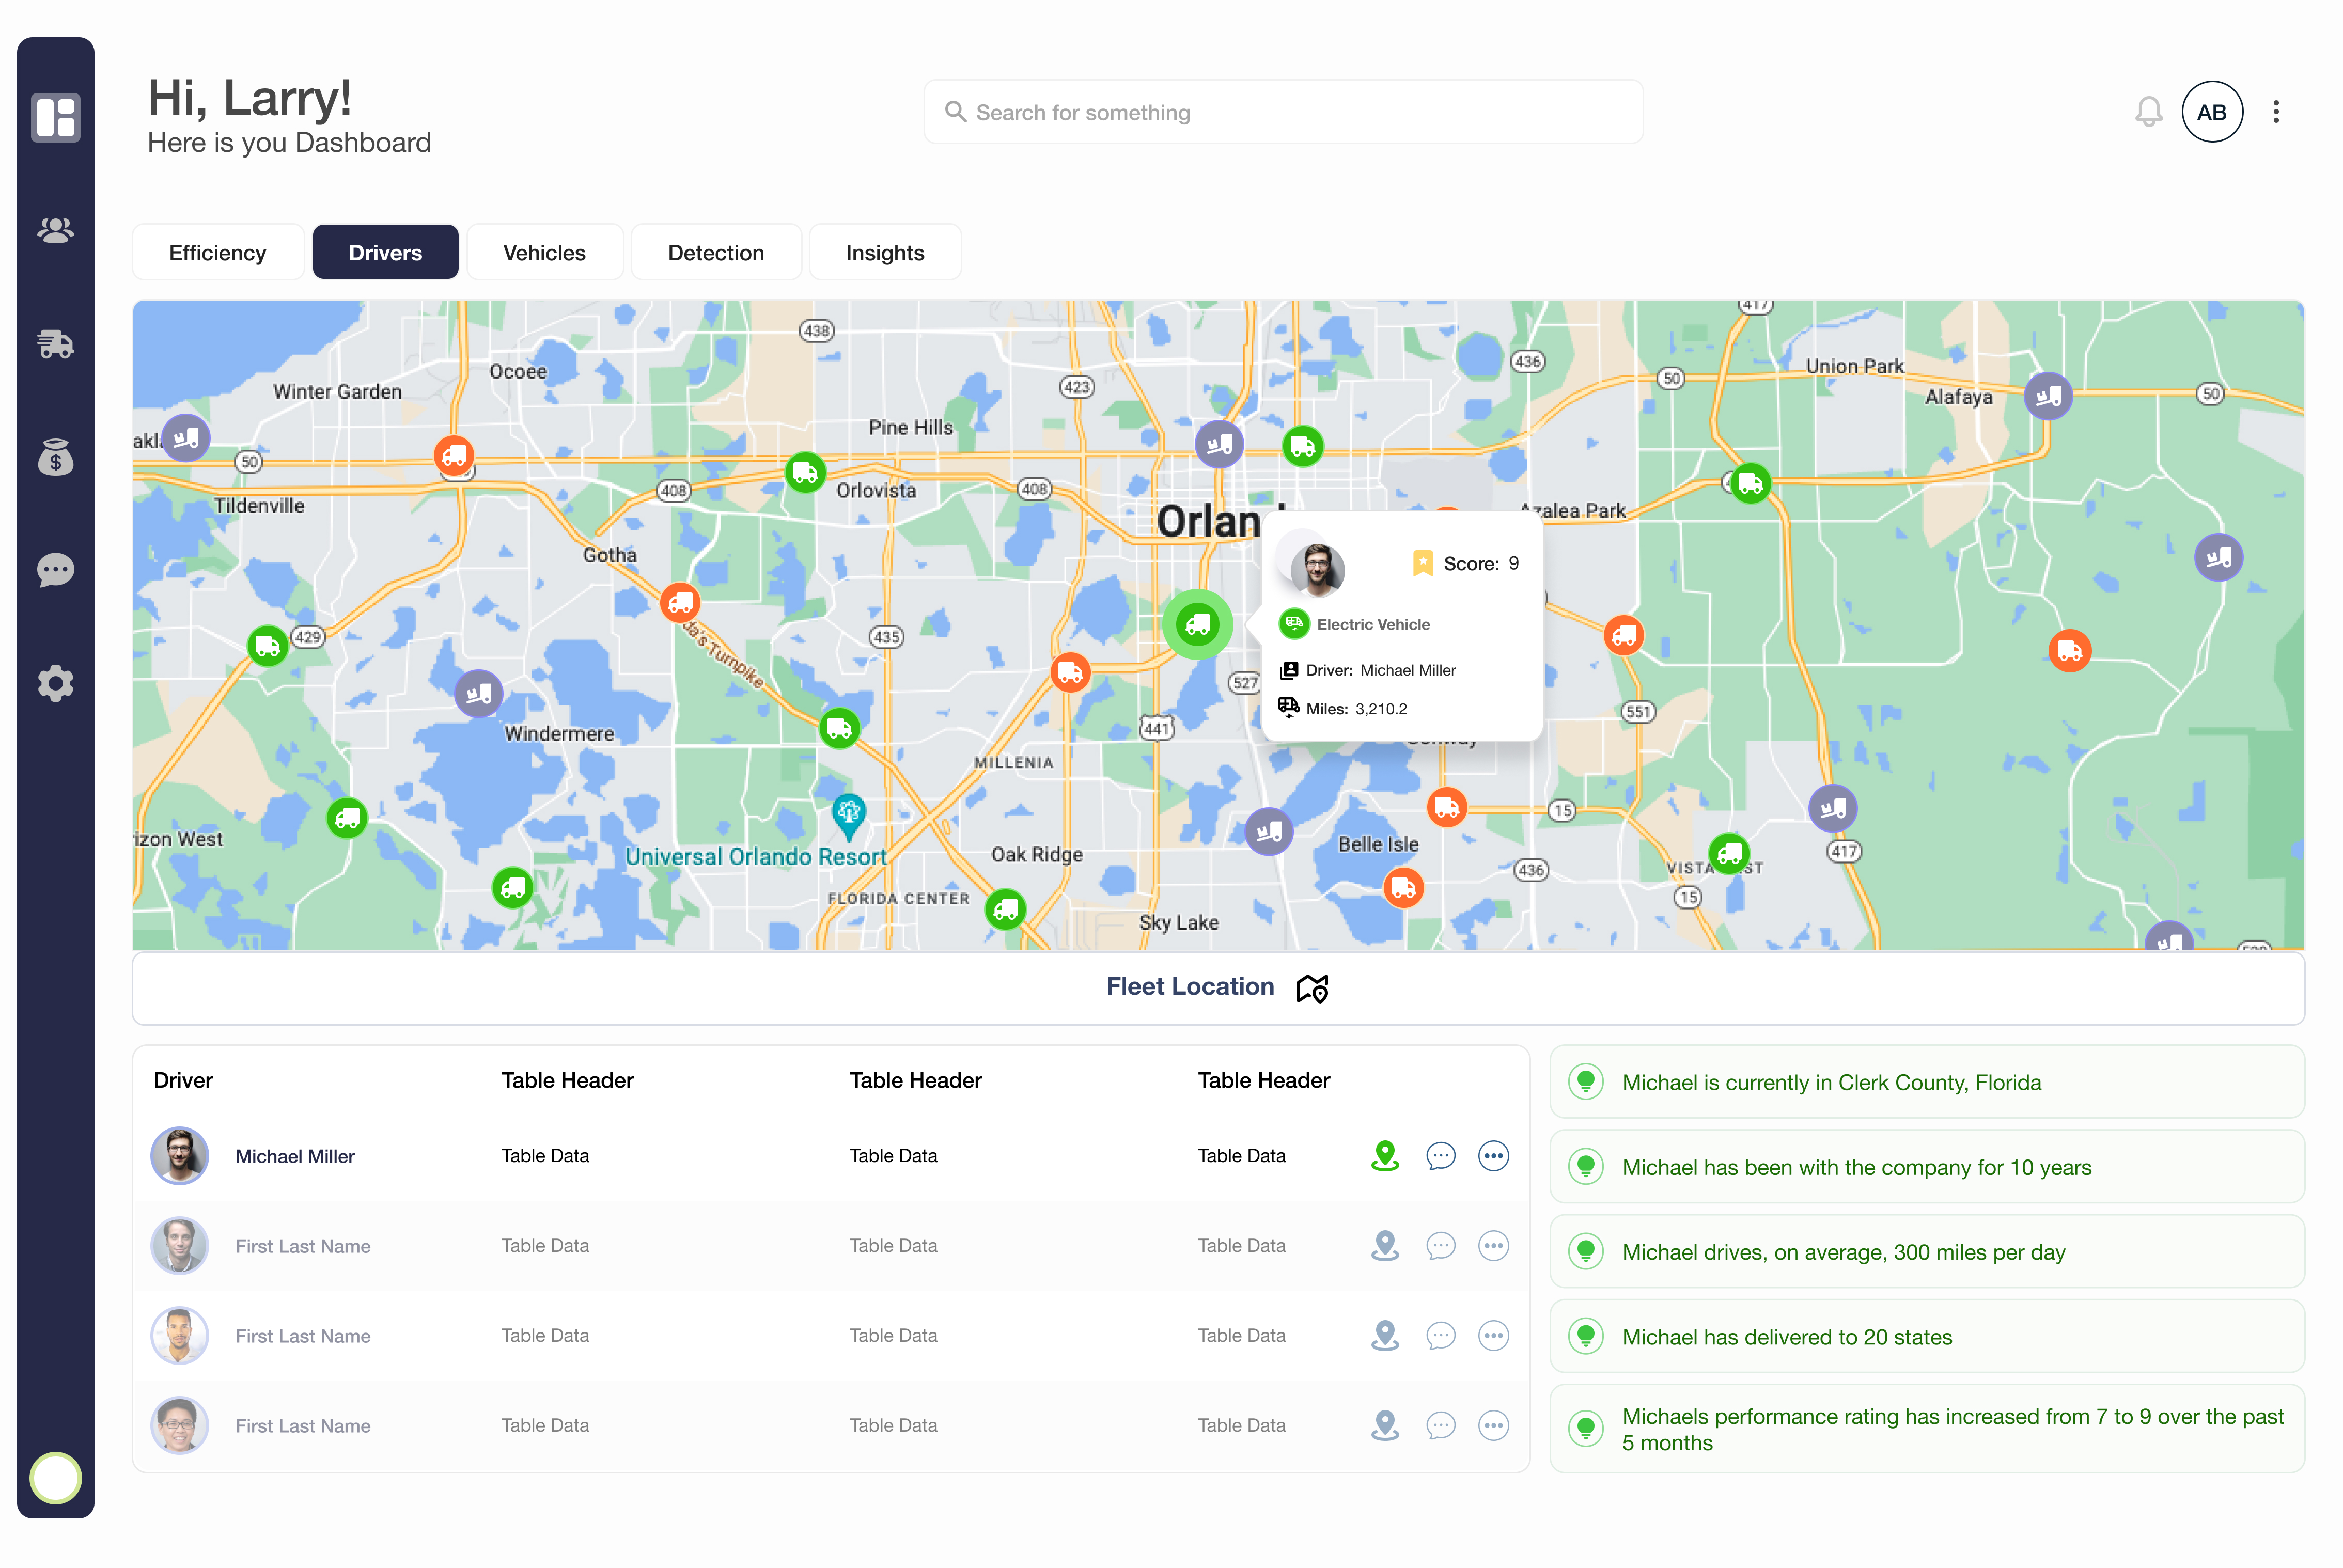 Hi, Larry!
Here is you Dashboard
Search for something
AB
Efficiency
Drivers
Vehicles
Detection
Insights
438
417
436
Ocoee
Union Park
50
423
Winter Garden
Alafaya
50
Pine Hills
akl
50
408
Orlovista
408
Tildenville
Azalea Park
Orlan
Gotha
Score: 9
Electric Vehicle
429
da's Turnpike
435
Driver: Michael Miller
527
Miles: 3,210.2
551
Windermere
441
MILLENIA
15
izon West
Belle Isle
417
Universal Orlando Resort
Oak Ridge
436
VISTA
ST
15
FLORIDA CENTER
Sky Lake
Fleet Location
Driver
Table Header
Table Header
Table Header
Michael Miller
Table Data
Table Data
Table Data
First Last Name
Table Data
Table Data
Table Data
First Last Name
Table Data
Table Data
Table Data
First Last Name
Table Data
Table Data
Table Data
Michael is currently in Clerk County, Florida
Michael has been with the company for 10 years
Michael drives, on average, 300 miles per day
Michael has delivered to 20 states
Michaels performance rating has increased from 7 to 9 over the past
5 months